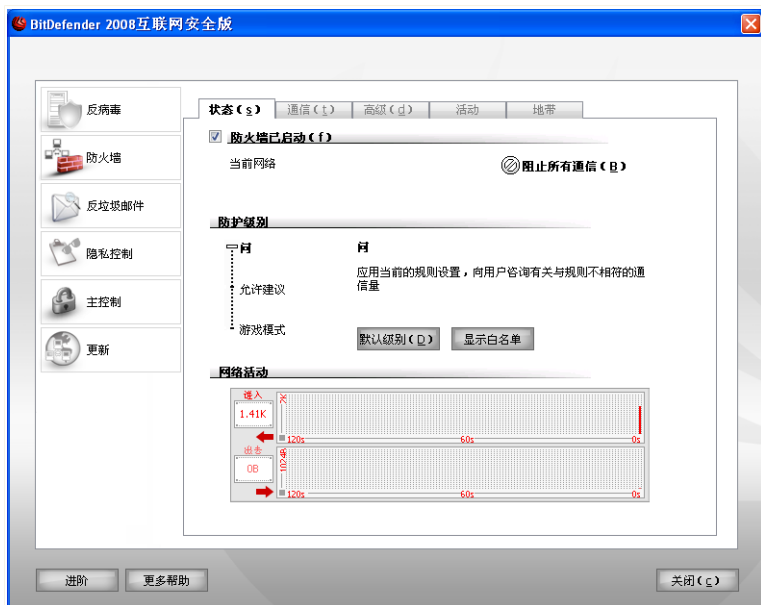 BitDefender 2008互联网安全版
反病毒
防火墙
反垃圾邮件
隐私控制
主控制
更新
状态(s)
通信(t)
高级(d)
活动
地带
防火墙已启动(f)
当前网络
阻止所有通信(B)
防护级别
问
允许建议
游戏模式
问
应用当前的规则设置，向用户咨询有关与规则不相符的通
信量
默认级别(D)
显示白名单
网络活动
谨入
1.41K
2K
120s
60s
0s
出去
0B
1024B
120s
60s
0s
进阶
更多帮助
关闭(c)